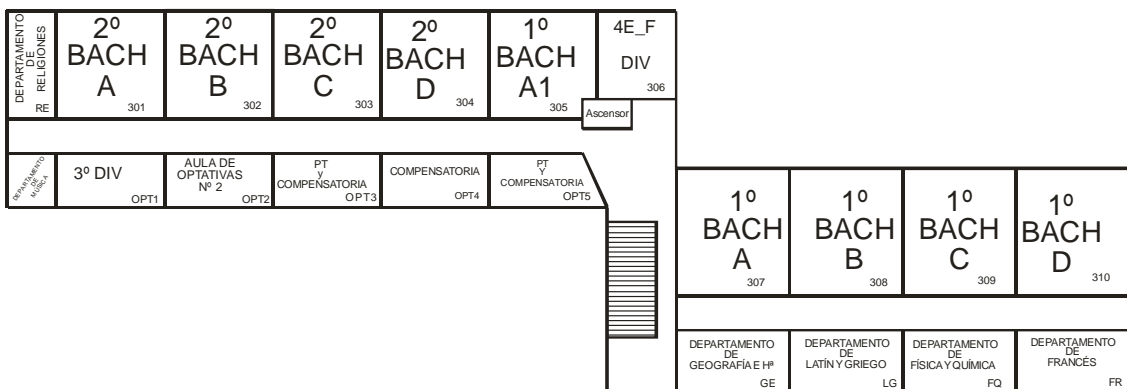 DEPARTAMENTO
DE
RELIGIONES
RE
2º
BACH
A
301
2º
BACH
B
302
2º
BACH
C
303
2º
BACH
D
304
1º
BACH
A1
305
4E_F
DIV
306
Ascensor
DEPARTAMENTO
DE
MÚSICA
3º DIV
OPT1
AULA DE
OPTATIVAS
Nº 2
OPT2
PT
y
COMPENSATORIA
OPT3
COMPENSATORIA
OPT4
PT
Y
COMPENSATORIA
OPT5
1º
BACH
A
307
1º
BACH
B
308
1º
BACH
C
309
1º
BACH
D
310
DEPARTAMENTO
DE
GEOGRAFÍA E Hª
GE
DEPARTAMENTO
DE
LATÍN Y GRIEGO
LG
DEPARTAMENTO
DE
FÍSICA Y QUÍMICA
FQ
DEPARTAMENTO
DE
FRANCÉS
FR